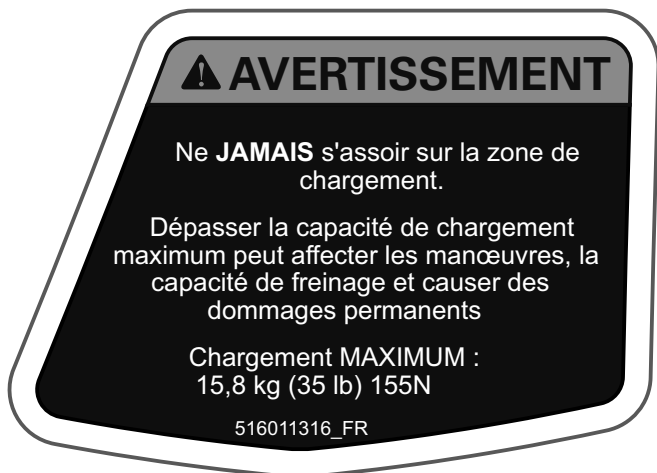 AVERTISSEMENT
Ne JAMAIS s'assoir sur la zone de
chargement.
Dépasser la capacité de chargement
maximum peut affecter les manœuvres, la
capacité de freinage et causer des
dommages permanents
Chargement MAXIMUM :
15,8 kg (35 lb) 155N
516011316_FR